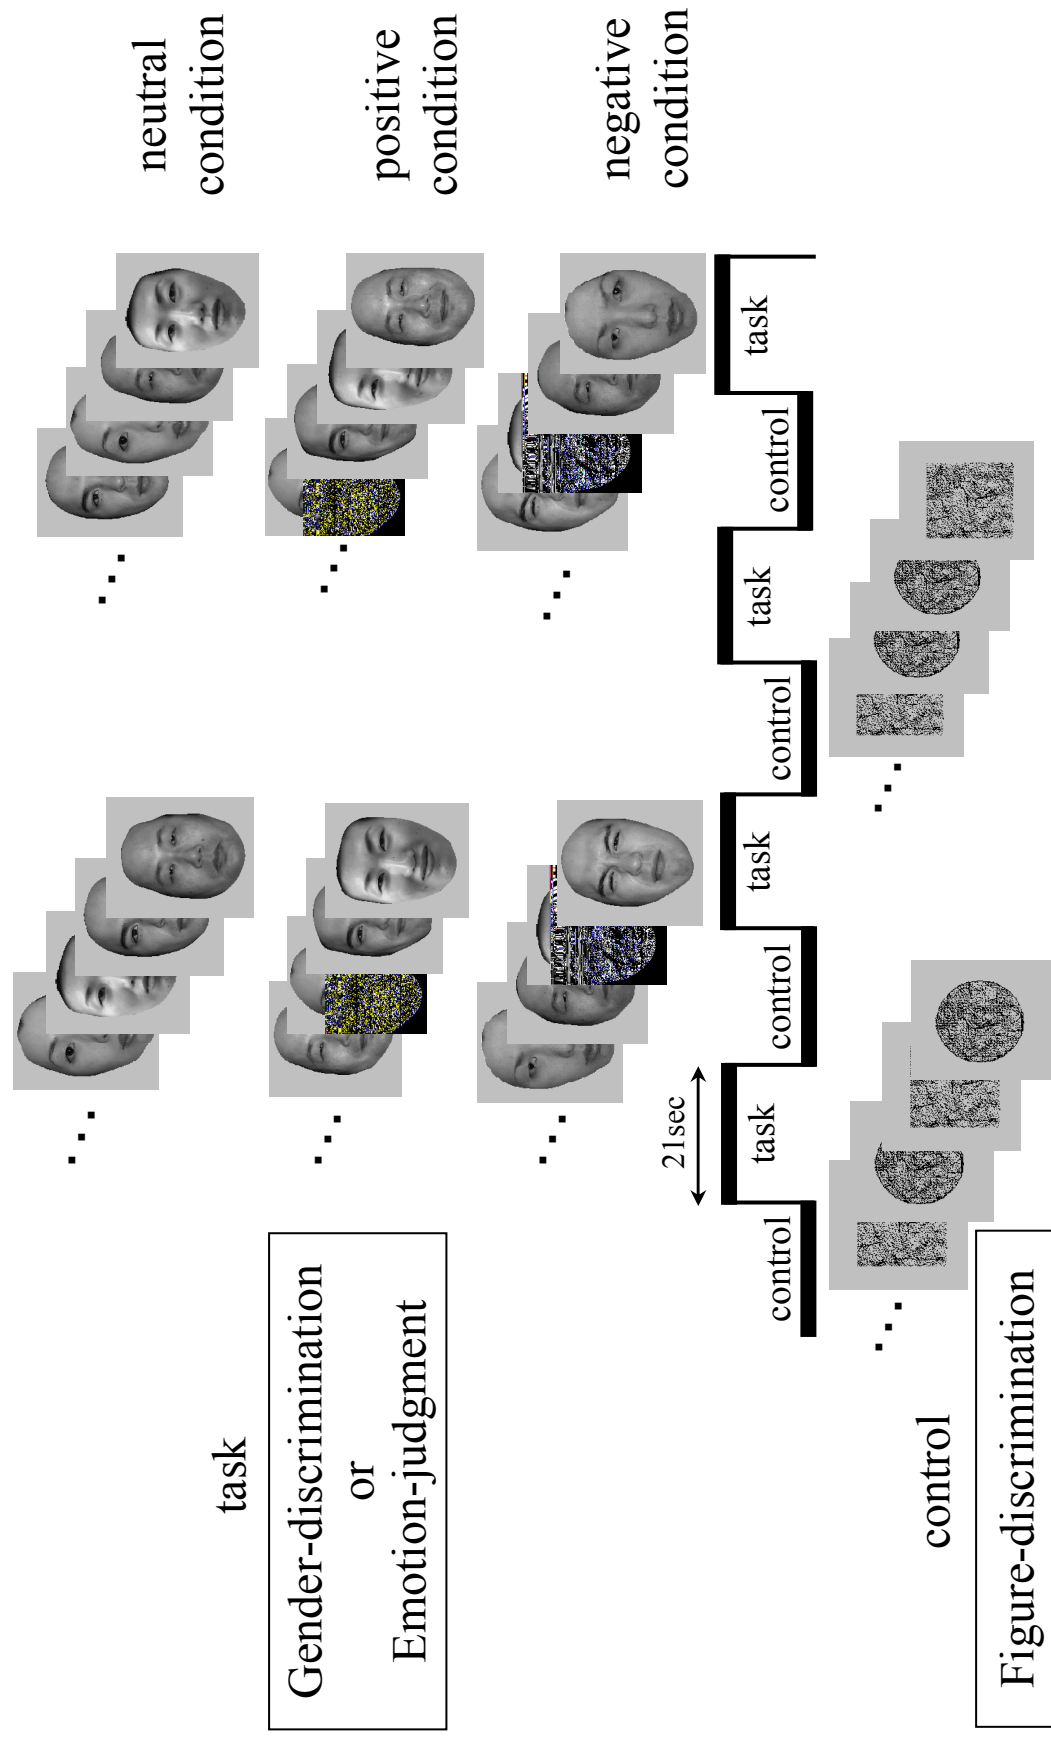 task
Gender-discrimination
or
Emotion-judgment
neutral
condition
positive
condition
negative
condition
21sec
control
task
control
task
control
task
control
task
control
Figure-discrimination